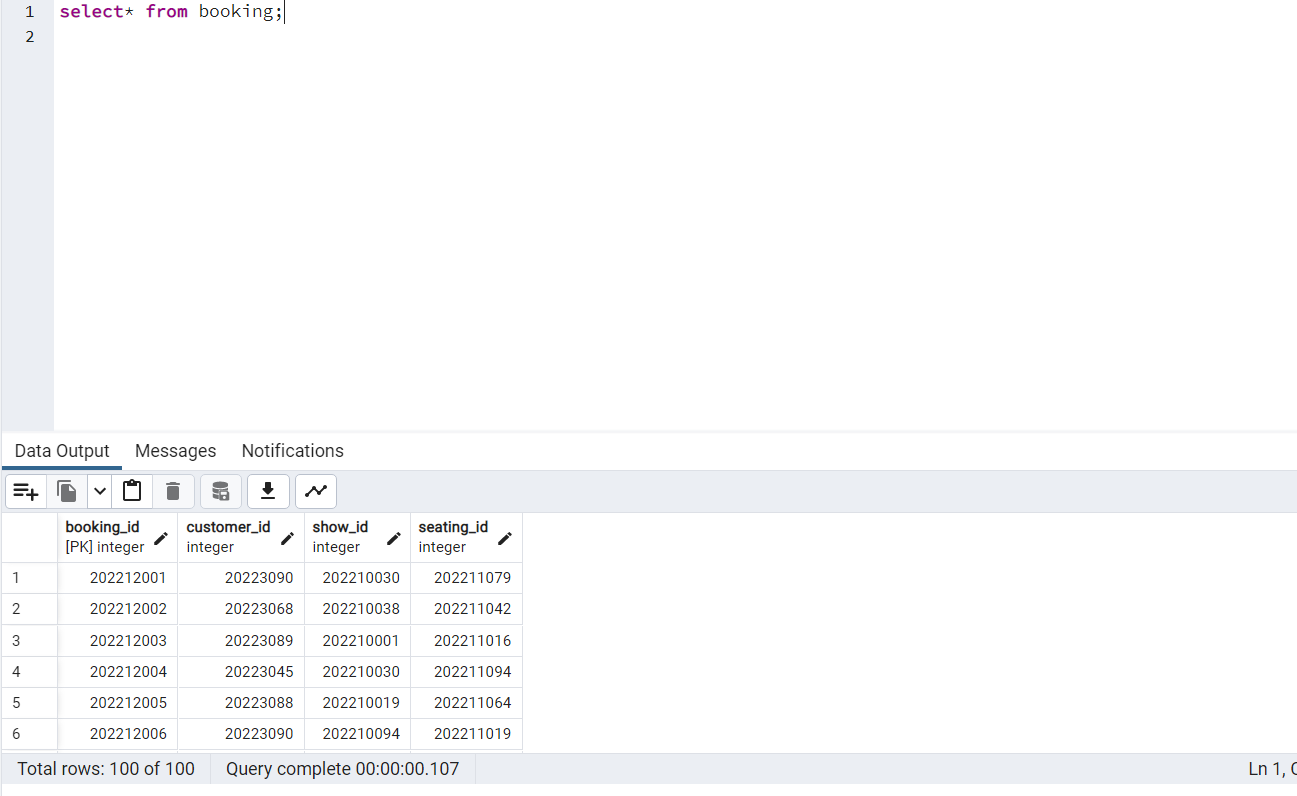 1 select* from booking;
2
Data Output Messages Notifications
booking_id customer_id show_id seating_id
[PK] integer integer integer integer
1 202212001 20223090 202210030 202211079
2 202212002 20223068 202210038 202211042
3 202212003 20223089 202210001 202211016
4 202212004 20223045 202210030 202211094
5 202212005 20223088 202210019 202211064
6 202212006 20223090 202210094 202211019
Total rows: 100 of 100 Query complete 00:00:00.107 Ln 1,